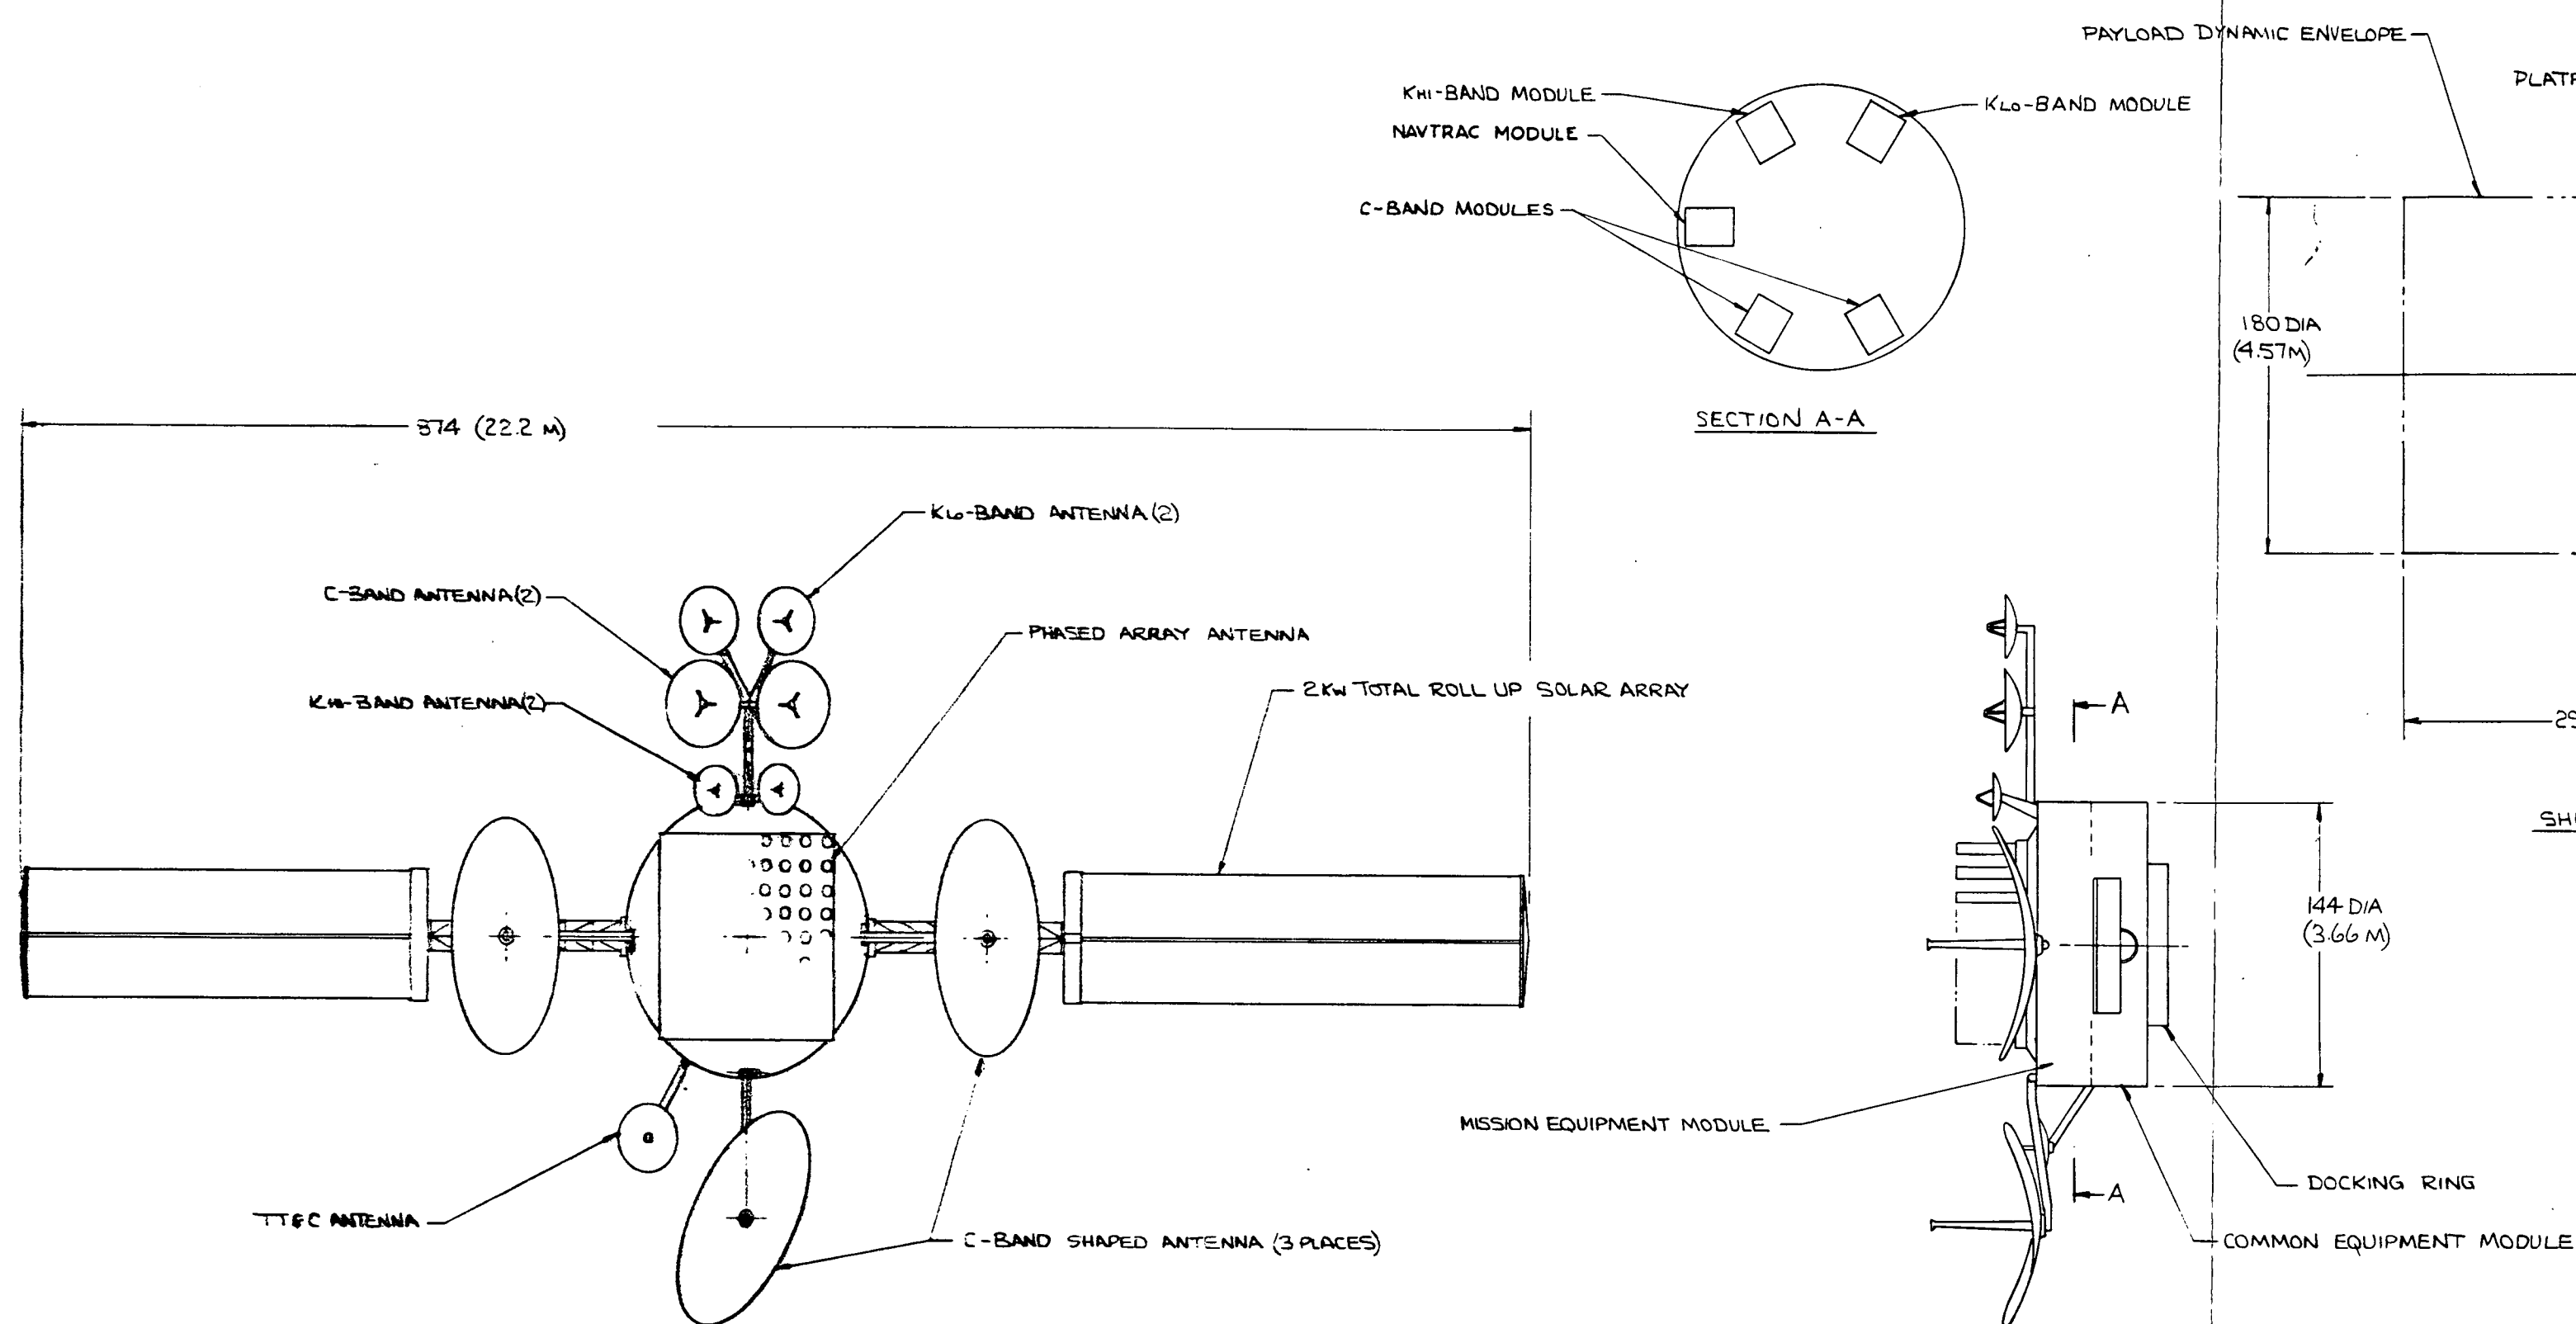 PAYLOAD DYNAMIC ENVELOPE
KHI-BAND MODULE
KLO-BAND MODULE
NAVTRAC MODULE
C-BAND MODULES
180 DIA
(4.57M)
SECTION A-A
874 (22.2 M)
KLO-BAND ANTENNA (2)
C-BAND ANTENNA (2)
PHASED ARRAY ANTENNA
KHI-BAND ANTENNA (2)
2KW TOTAL ROLL UP SOLAR ARRAY
A
144 DIA
(3.66 M)
MISSION EQUIPMENT MODULE
DOCKING RING
A
TT&C ANTENNA
C-BAND SHAPED ANTENNA (3 PLACES)
COMMON EQUIPMENT MODULE